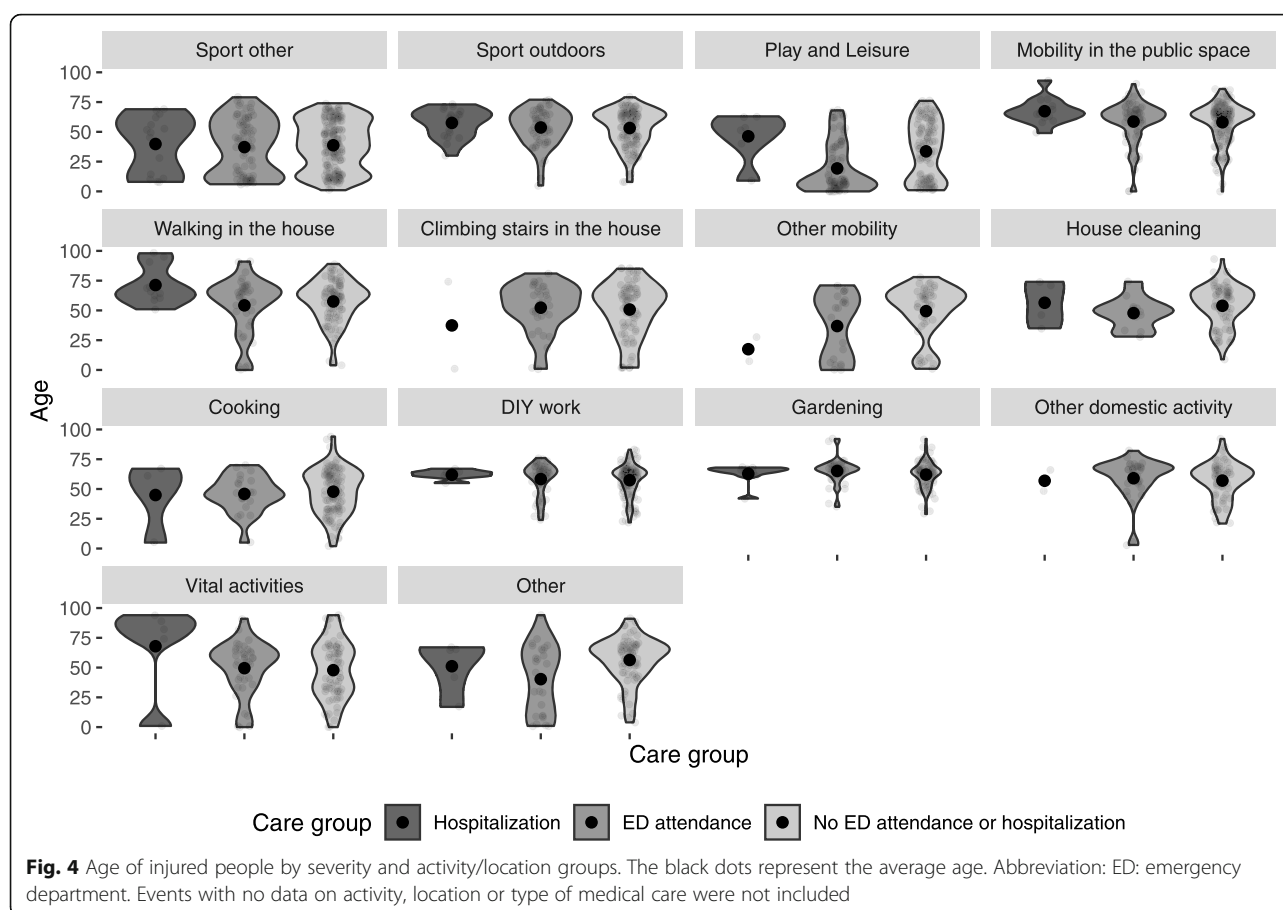 Sport other Sport outdoors Play and Leisure Mobility in the public space
100
75
50
25
0
Walking in the house Climbing stairs in the house Other mobility House cleaning
100
75
50
25
0
Age
Cooking DIY work Gardening Other domestic activity
100
75
50
25
0
Vital activities Other
100
75
50
25
0
Care group
Care group Hospitalization ED attendance No ED attendance or hospitalization
Fig. 4 Age of injured people by severity and activity/location groups. The black dots represent the average age. Abbreviation: ED: emergency
department. Events with no data on activity, location or type of medical care were not included